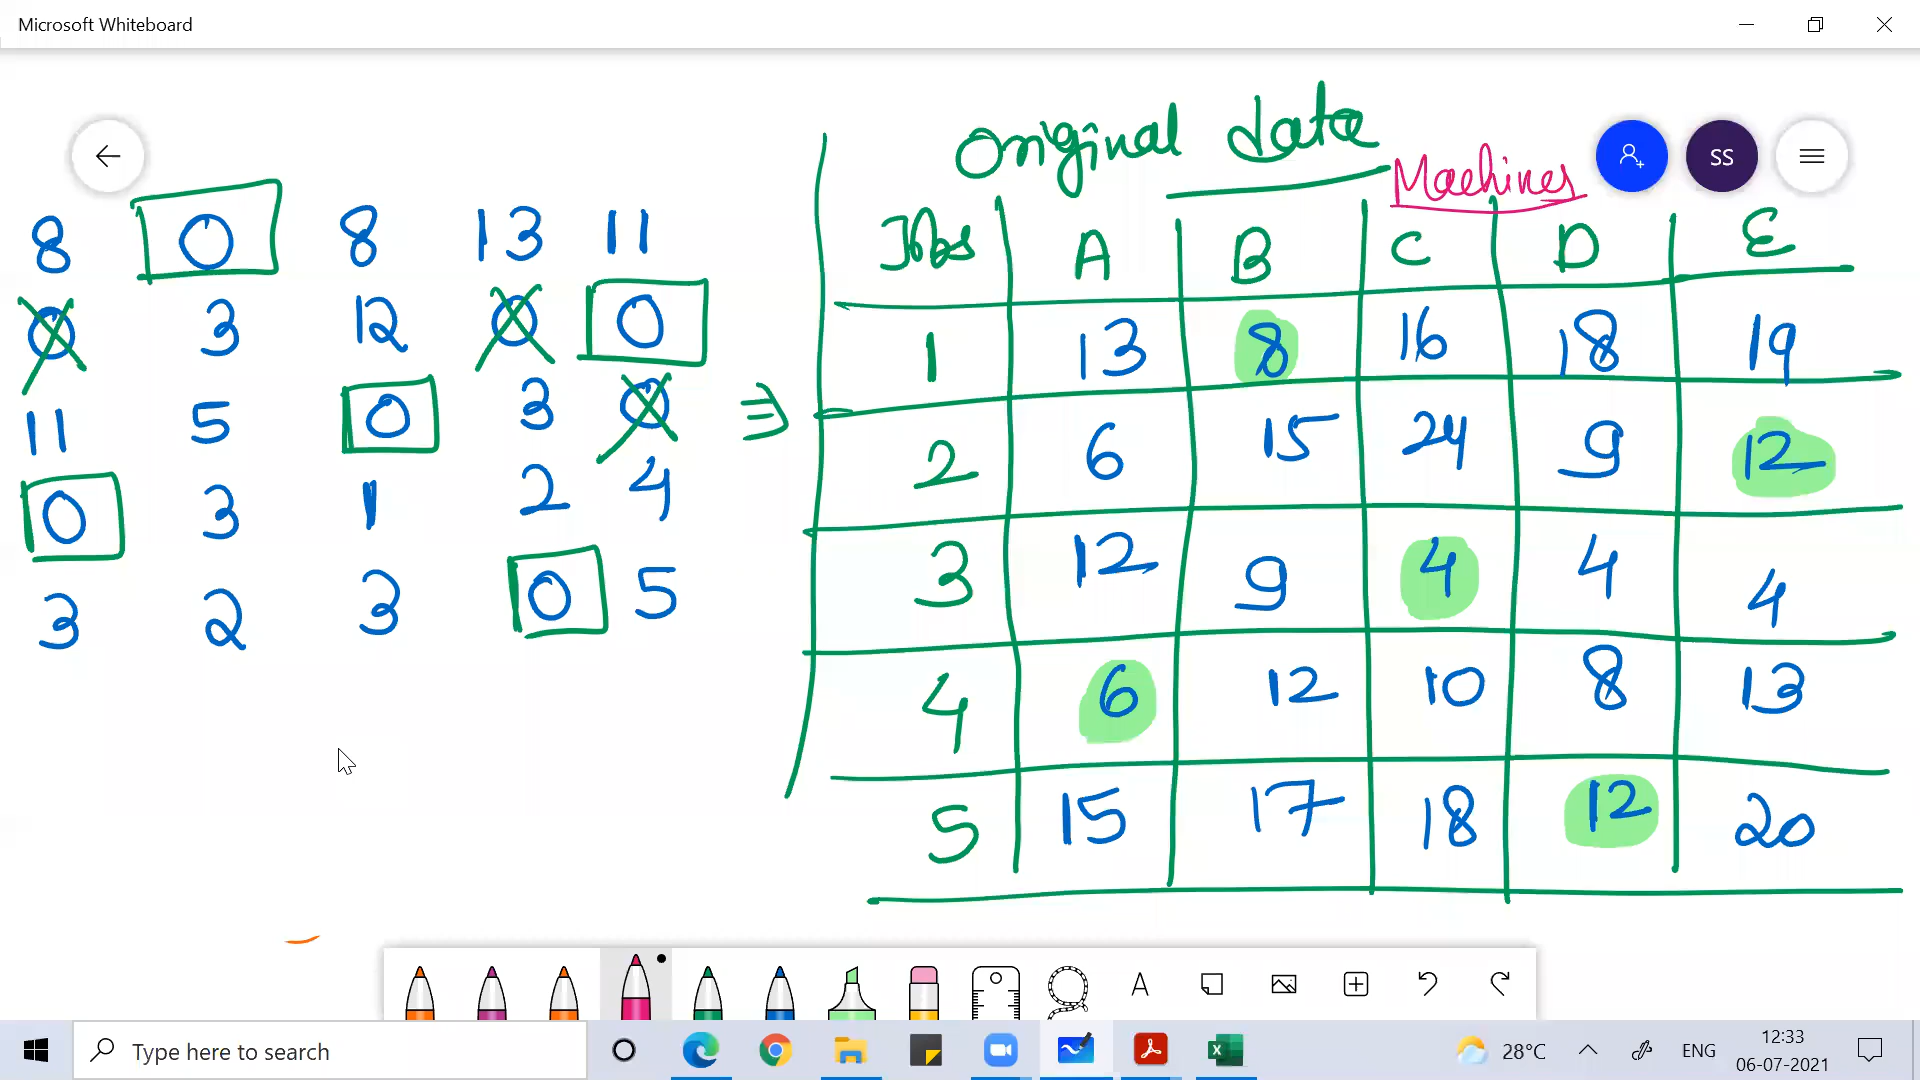 Microsoft Whiteboard
Original data
Machines
SS
8 0 8 13 11
0 3 12 0 0
11 5 0 3 0
0 3 1 2 4
3 2 3 0 5
Jobs A B C D E
1 13 8 16 18 19
2 6 15 24 9 12
3 12 9 4 4 4
4 6 12 10 8 13
5 15 17 18 12 20
A
Type here to search
28°C
ENG
12:33
06-07-2021